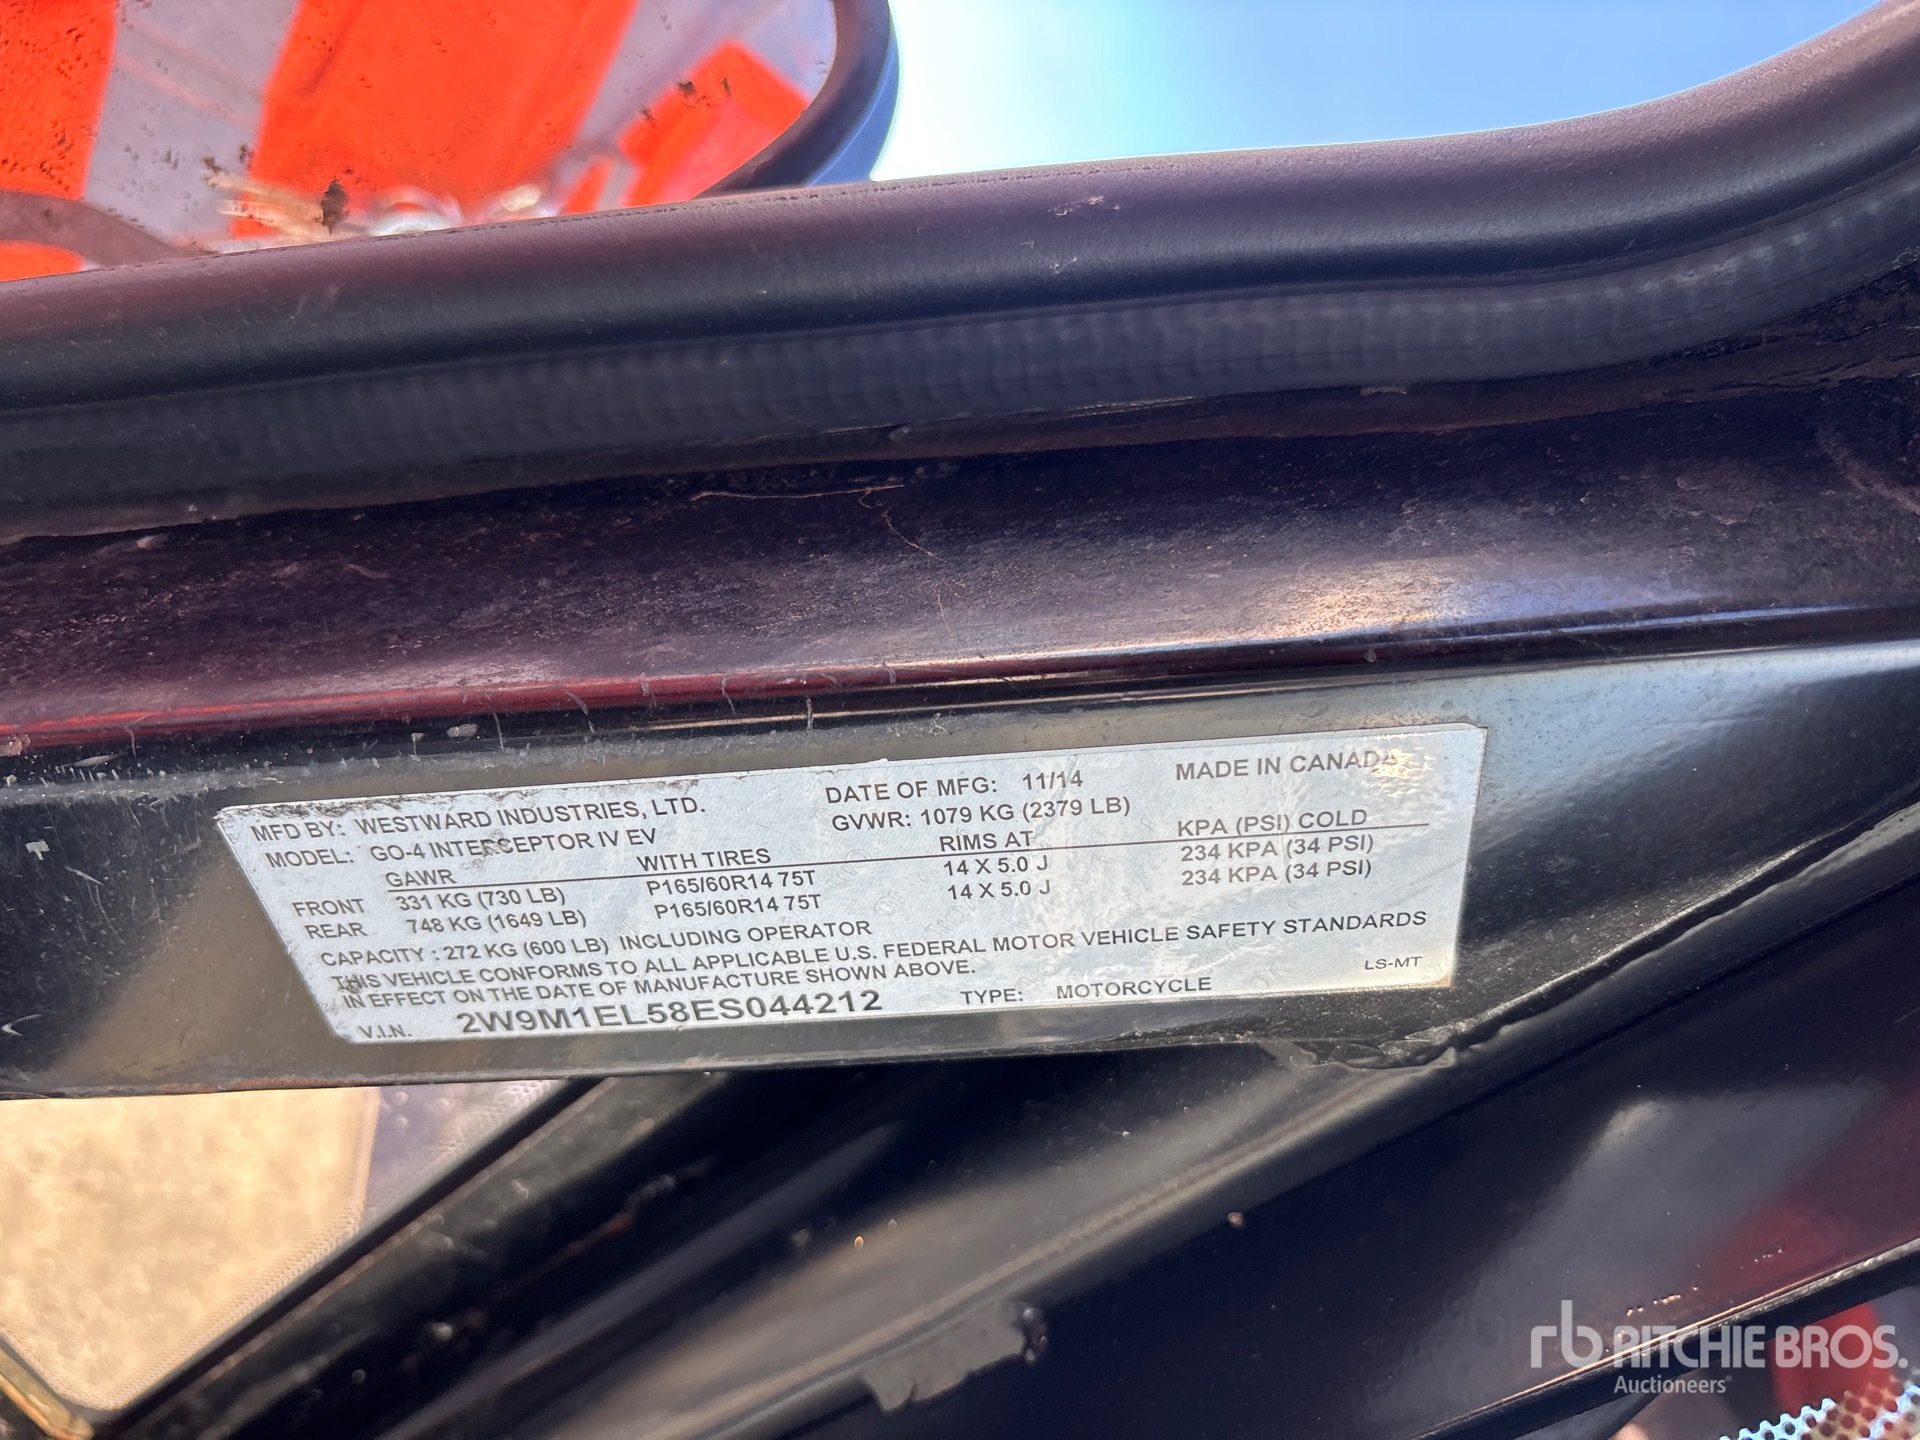 MFD BY: WESTWARD INDUSTRIES, LTD. DATE OF MFG: 11/14 MADE IN CANADA
MODEL: GO-4 INTERCEPTOR IV EV GVWR: 1079 KG (2379 LB)
GAWR WITH TIRES RIMS AT KPA (PSI) COLD
FRONT 331 KG (730 LB) P165/60R14 75T 14 X 5.0 J 234 KPA (34 PSI)
REAR 748 KG (1649 LB) P165/60R14 75T 14 X 5.0 J 234 KPA (34 PSI)
CAPACITY : 272 KG (600 LB) INCLUDING OPERATOR
THIS VEHICLE CONFORMS TO ALL APPLICABLE U.S. FEDERAL MOTOR VEHICLE SAFETY STANDARDS
IN EFFECT ON THE DATE OF MANUFACTURE SHOWN ABOVE. LS-MT
V.I.N. 2W9M1EL58ES044212 TYPE: MOTORCYCLE
rb RITCHIE BROS.
Auctioneers